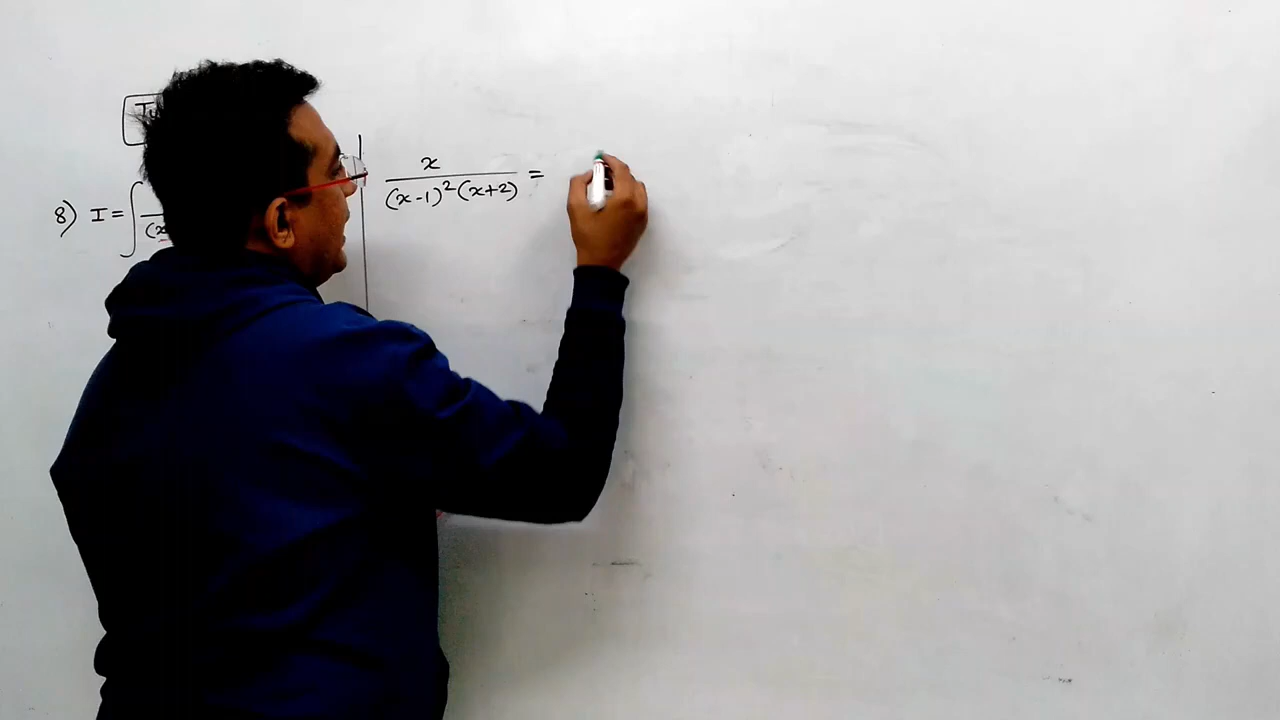 8) I = ∫
x / (x-1)²(x+2) =